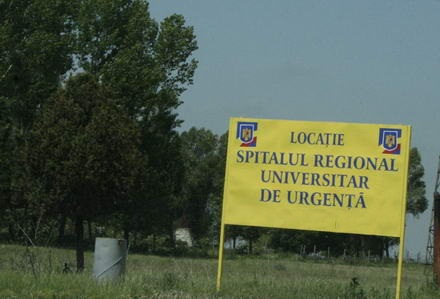 LOCAȚIE
SPITALUL REGIONAL
UNIVERSITAR
DE URGENȚĂ